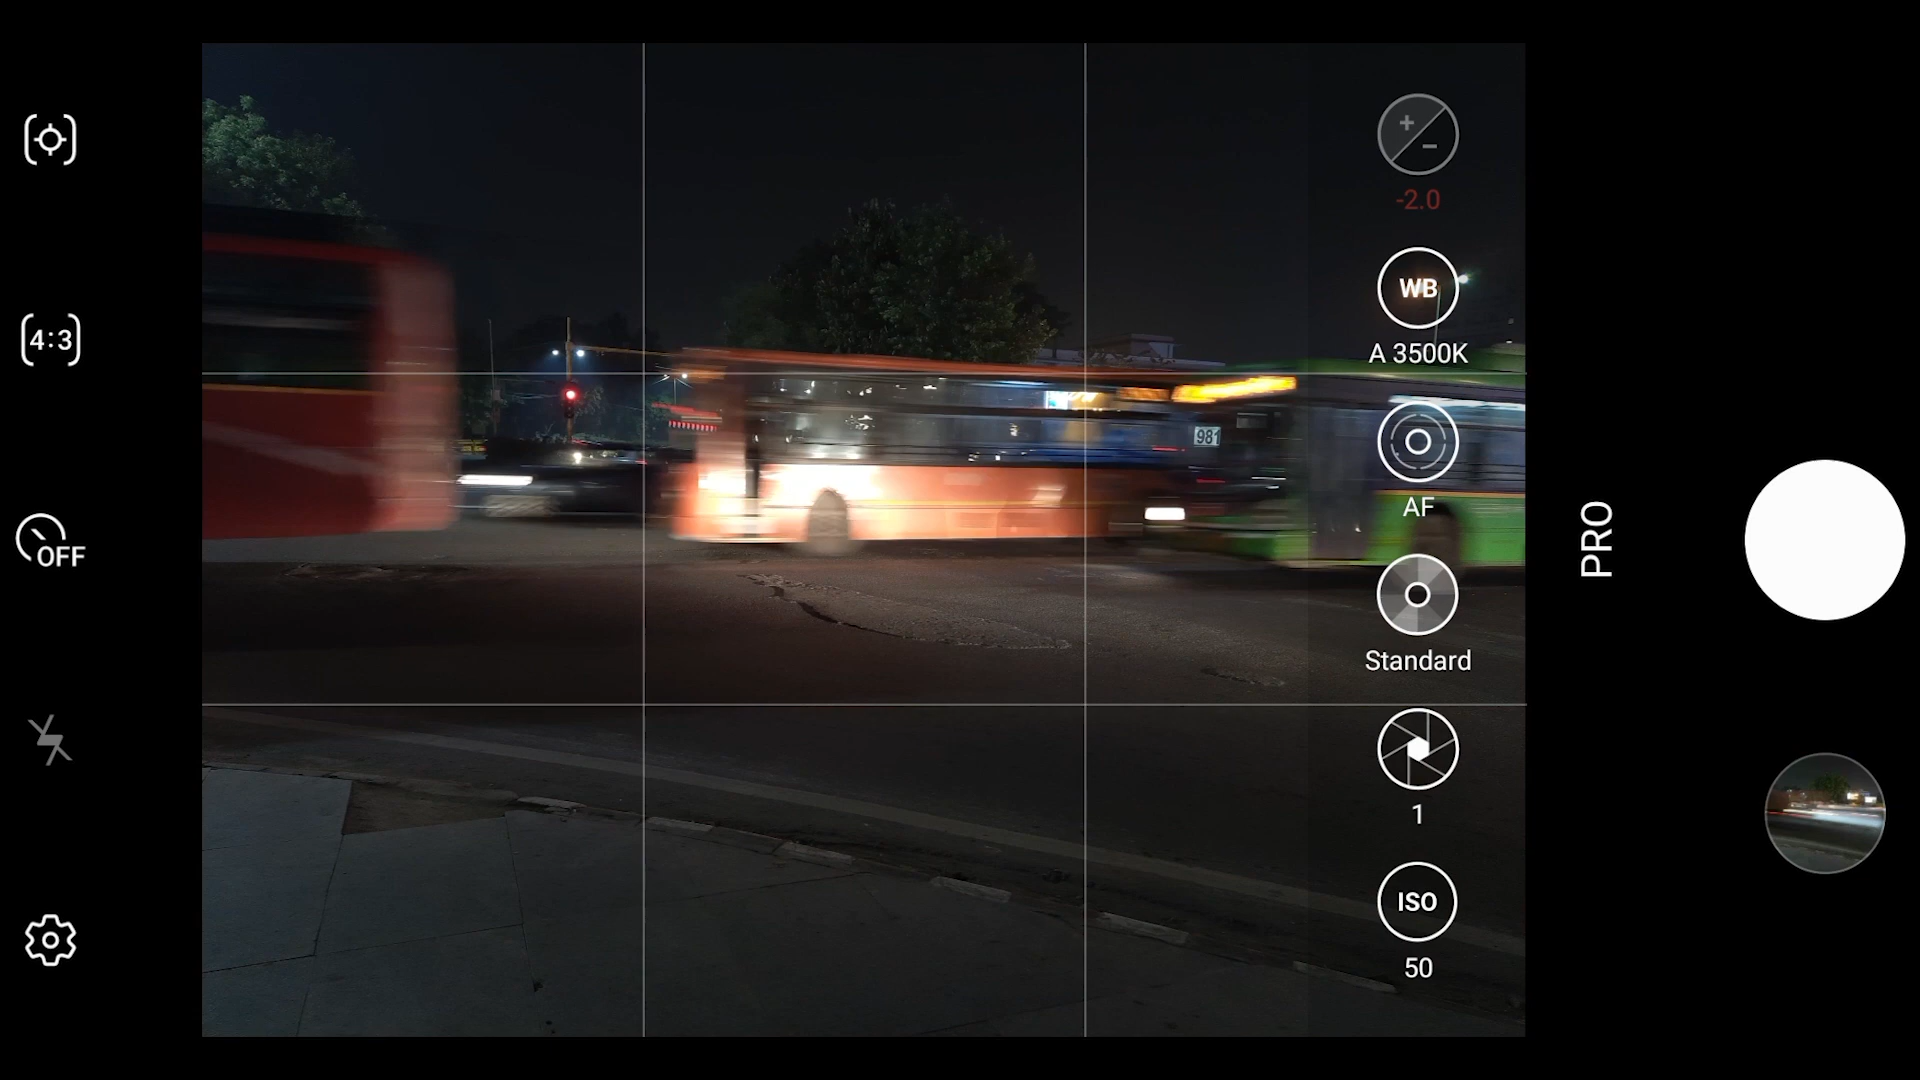 4:3
OFF
+
-
-2.0
WB
A 3500K
981
AF
Standard
1
ISO
50
PRO